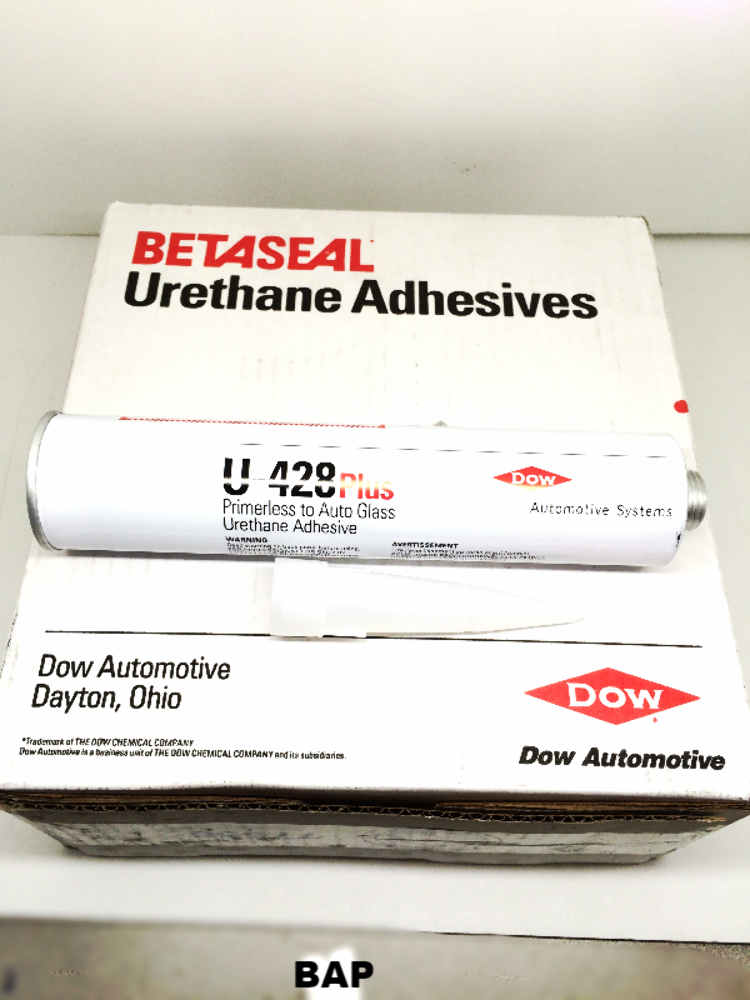 BETASEAL
Urethane Adhesives
U-428 Plus
Primerless to Auto Glass
Urethane Adhesive
WARNING
AVERTISSEMENT
DOW
Automotive Systems
Dow Automotive
Dayton, Ohio
*Trademark of THE DOW CHEMICAL COMPANY
Dow Automotive is a business unit of THE DOW CHEMICAL COMPANY and its subsidiaries.
DOW
Dow Automotive
BAP